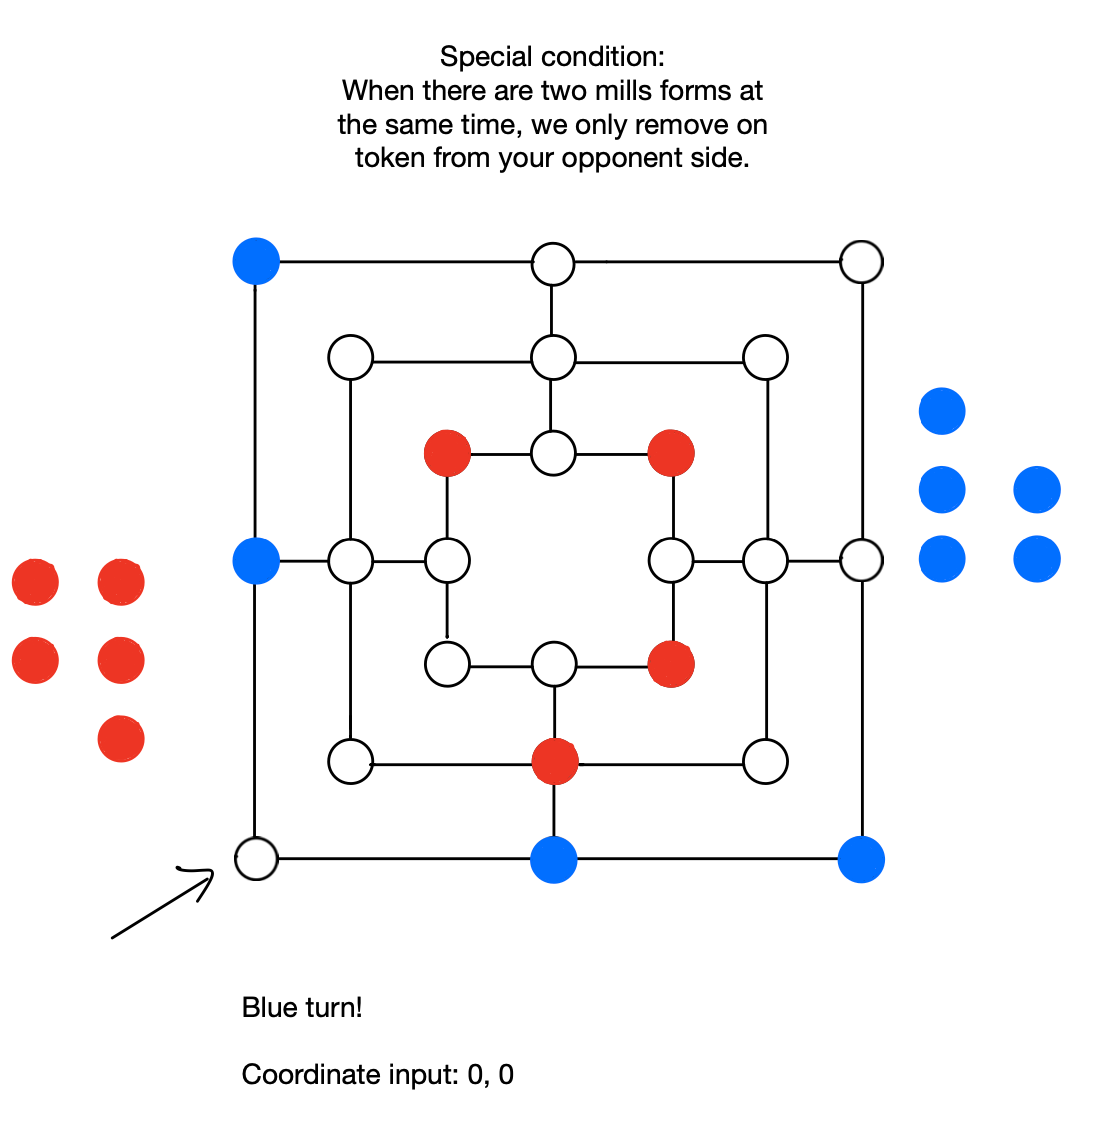 Special condition:
When there are two mills forms at
the same time, we only remove on
token from your opponent side.
Blue turn!
Coordinate input: 0, 0